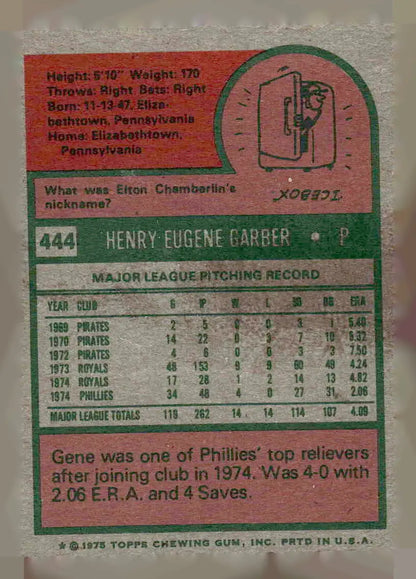 Height: 5'10" Weight: 170
Throws: Right Bats: Right
Born: 11-13-47, Eliza-
bethtown, Pennsylvania
Home: Elizabethtown,
Pennsylvania
"ICEBOX"
What was Elton Chamberlin's
nickname?
444 HENRY EUGENE GARBER • P
MAJOR LEAGUE PITCHING RECORD
YEAR CLUB G IP W L SO BB ERA
1969 PIRATES 2 5 0 0 3 1 5.40
1970 PIRATES 14 22 0 3 7 10 5.32
1972 PIRATES 4 6 0 0 3 3 7.50
1973 ROYALS 48 153 9 9 60 49 4.24
1974 ROYALS 17 28 1 2 14 13 4.82
1974 PHILLIES 34 48 4 0 27 31 2.06
MAJOR LEAGUE TOTALS 119 262 14 14 114 107 4.09
Gene was one of Phillies' top relievers
after joining club in 1974. Was 4-0 with
2.06 E.R.A. and 4 Saves.
★ © 1975 TOPPS CHEWING GUM, INC. PRTD IN U.S.A.